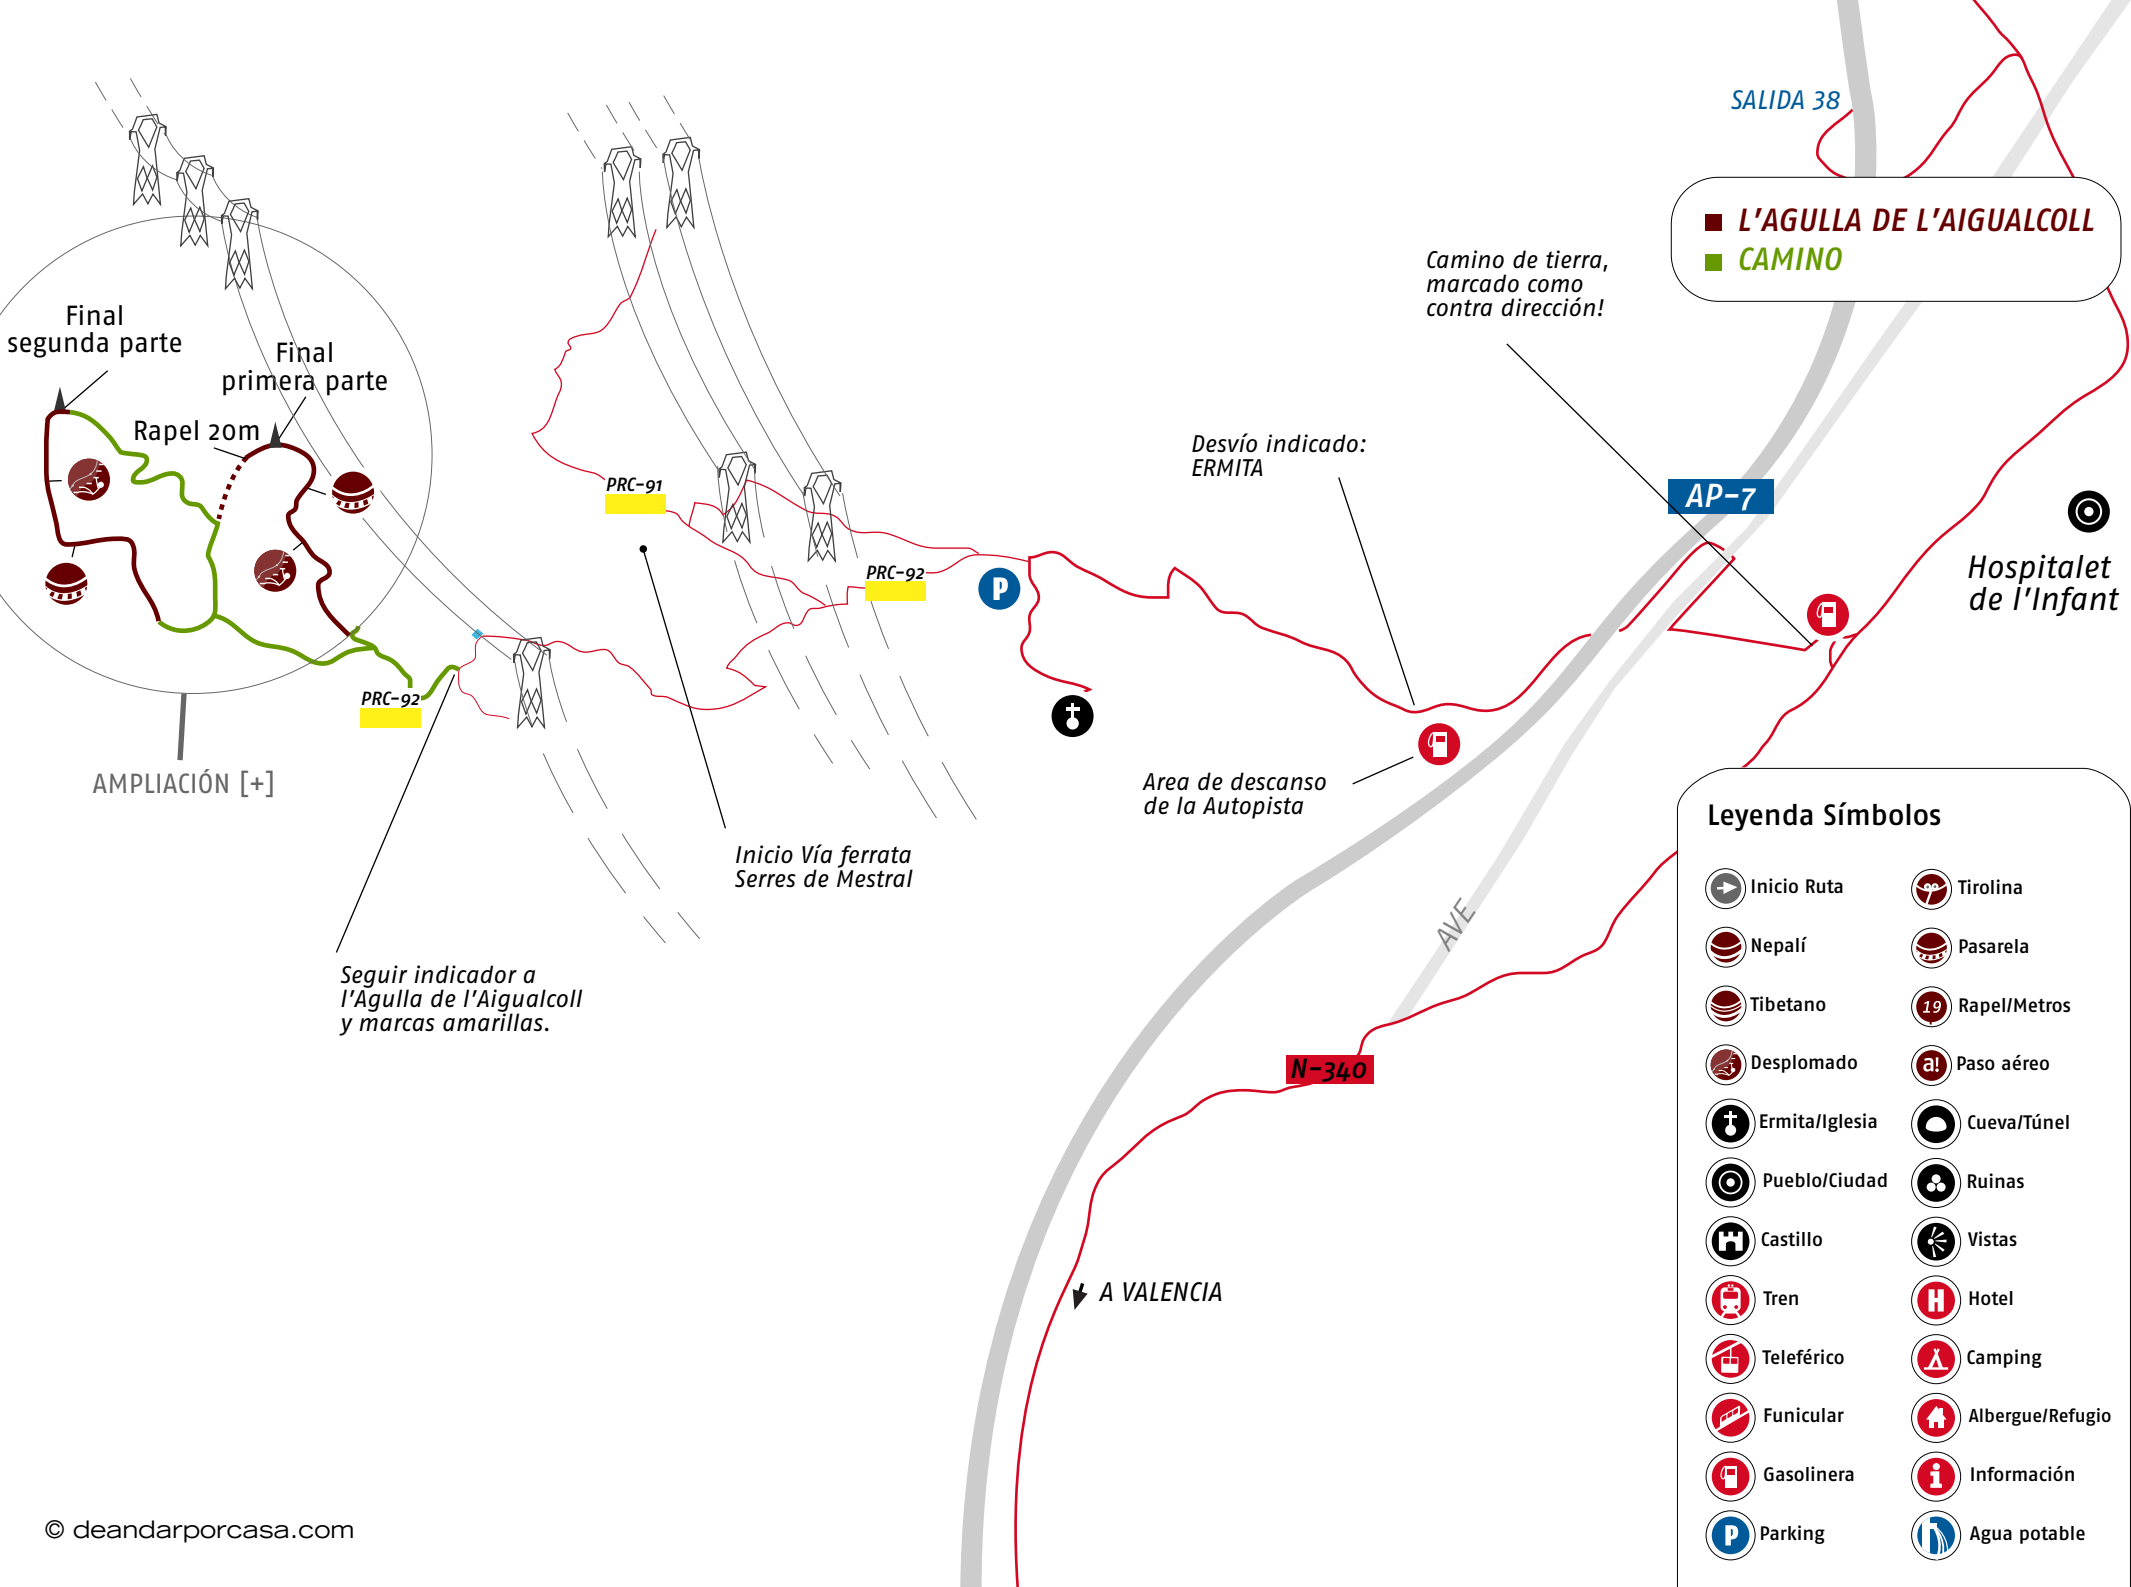 SALIDA 38
L'AGULLA DE L'AIGUALCOLL
CAMINO
Camino de tierra,
marcado como
contra dirección!
Final
segunda parte
Final
primera parte
Rapel 20m
Desvío indicado:
ERMITA
PRC-91
AP-7
PRC-92
P
Hospitalet
de l'Infant
PRC-92
AMPLIACIÓN [+]
Area de descanso
de la Autopista
Inicio Vía ferrata
Serres de Mestral
AVE
Seguir indicador a
l'Agulla de l'Aigualcoll
y marcas amarillas.
N-340
A VALENCIA
Leyenda Símbolos
Inicio Ruta
Tirolina
Nepalí
Pasarela
Tibetano
19 Rapel/Metros
Desplomado
a! Paso aéreo
Ermita/Iglesia
Cueva/Túnel
Pueblo/Ciudad
Ruinas
Castillo
Vistas
Tren
H Hotel
Teleférico
Camping
Funicular
Albergue/Refugio
Gasolinera
i Información
P Parking
Agua potable
© deandarporcasa.com